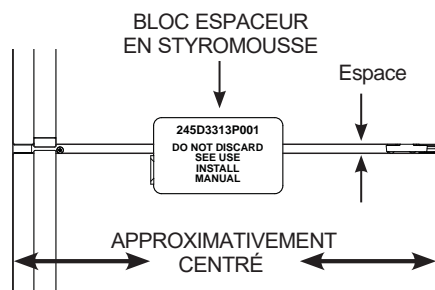 BLOC ESPACEUR
EN STYROMOUSSE
Espace
245D3313P001
DO NOT DISCARD
SEE USE
INSTALL
MANUAL
APPROXIMATIVEMENT
CENTRÉ